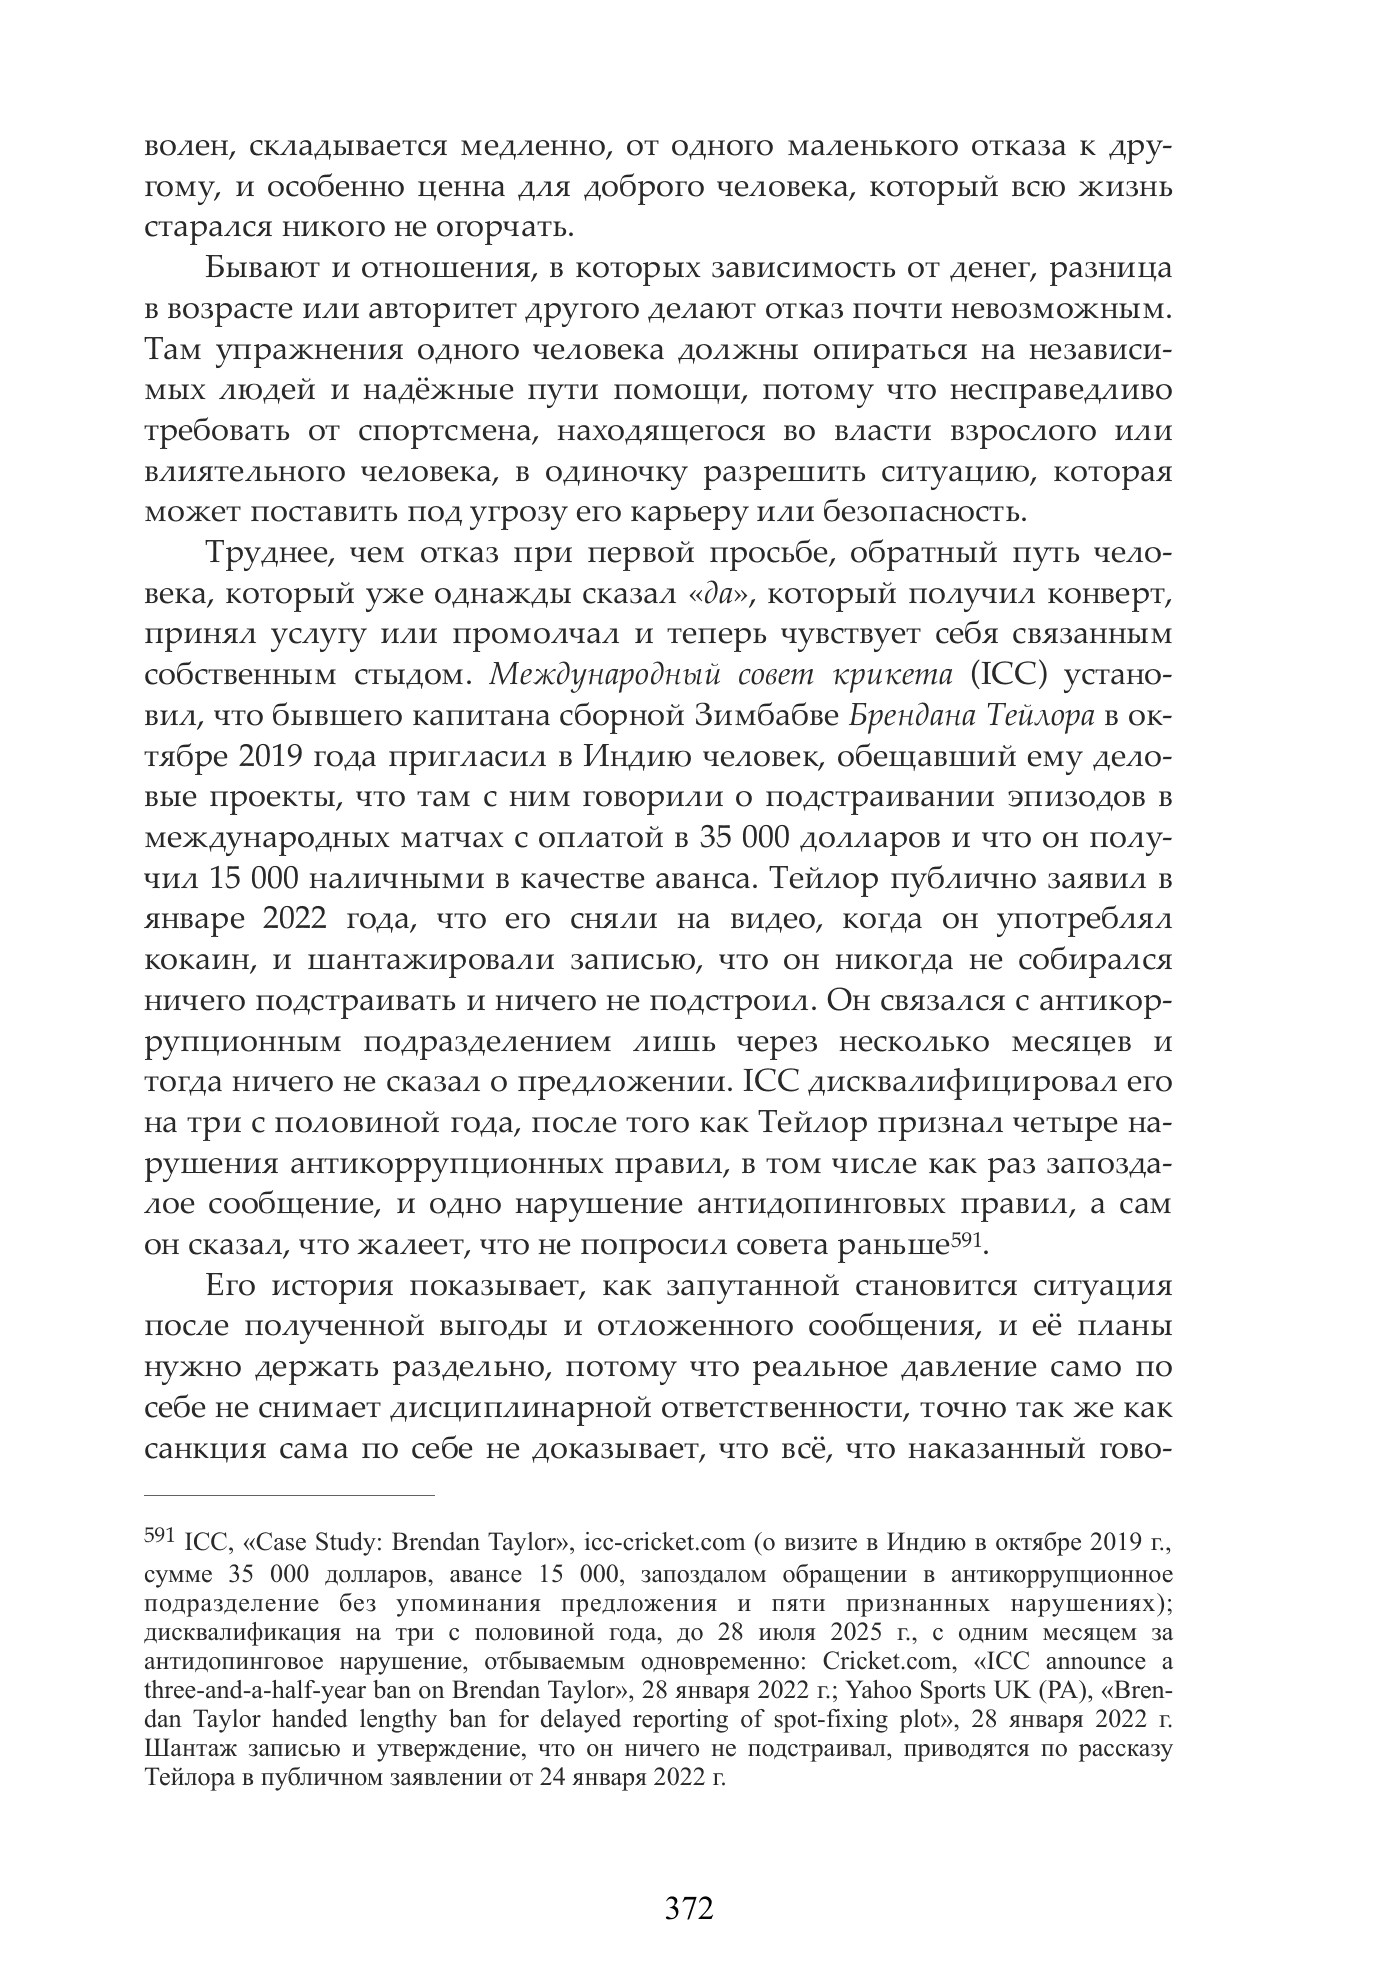 волен, складывается медленно, от одного маленького отказа к дру-
гому, и особенно ценна для доброго человека, который всю жизнь
старался никого не огорчать.
Бывают и отношения, в которых зависимость от денег, разница
в возрасте или авторитет другого делают отказ почти невозможным.
Там упражнения одного человека должны опираться на независи-
мых людей и надёжные пути помощи, потому что несправедливо
требовать от спортсмена, находящегося во власти взрослого или
влиятельного человека, в одиночку разрешить ситуацию, которая
может поставить под угрозу его карьеру или безопасность.
Труднее, чем отказ при первой просьбе, обратный путь чело-
века, который уже однажды сказал «да», который получил конверт,
принял услугу или промолчал и теперь чувствует себя связанным
собственным стыдом. Международный совет крикета (ICC) устано-
вил, что бывшего капитана сборной Зимбабве Брендана Тейлора в ок-
тябре 2019 года пригласил в Индию человек, обещавший ему дело-
вые проекты, что там с ним говорили о подстраивании эпизодов в
международных матчах с оплатой в 35 000 долларов и что он полу-
чил 15 000 наличными в качестве аванса. Тейлор публично заявил в
январе 2022 года, что его сняли на видео, когда он употреблял
кокаин, и шантажировали записью, что он никогда не собирался
ничего подстраивать и ничего не подстроил. Он связался с антикор-
рупционным подразделением лишь через несколько месяцев и
тогда ничего не сказал о предложении. ICC дисквалифицировал его
на три с половиной года, после того как Тейлор признал четыре на-
рушения антикоррупционных правил, в том числе как раз запозда-
лое сообщение, и одно нарушение антидопинговых правил, а сам
он сказал, что жалеет, что не попросил совета раньше591.
Его история показывает, как запутанной становится ситуация
после полученной выгоды и отложенного сообщения, и её планы
нужно держать раздельно, потому что реальное давление само по
себе не снимает дисциплинарной ответственности, точно так же как
санкция сама по себе не доказывает, что всё, что наказанный гово-
591 ICC, «Case Study: Brendan Taylor», icc-cricket.com (о визите в Индию в октябре 2019 г.,
сумме 35 000 долларов, авансе 15 000, запоздалом обращении в антикоррупционное
подразделение без упоминания предложения и пяти признанных нарушениях);
дисквалификация на три с половиной года, до 28 июля 2025 г., с одним месяцем за
антидопинговое нарушение, отбываемым одновременно: Cricket.com, «ICC announce a
three-and-a-half-year ban on Brendan Taylor», 28 января 2022 г.; Yahoo Sports UK (PA), «Bren-
dan Taylor handed lengthy ban for delayed reporting of spot-fixing plot», 28 января 2022 г.
Шантаж записью и утверждение, что он ничего не подстраивал, приводятся по рассказу
Тейлора в публичном заявлении от 24 января 2022 г.
372